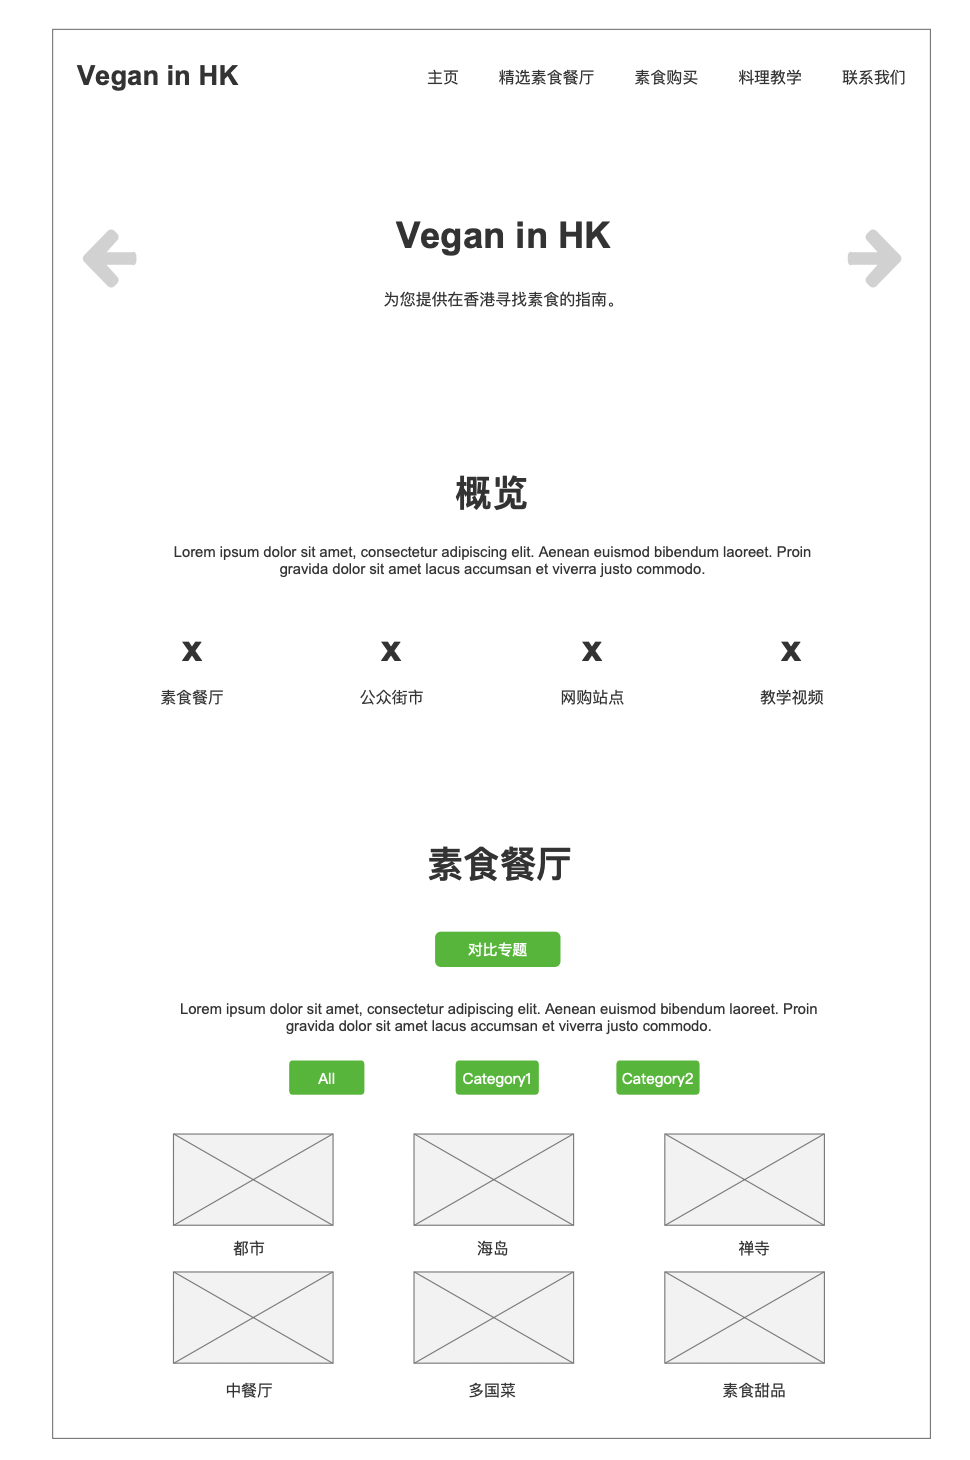 Vegan in HK
主页 精选素食餐厅 素食购买 料理教学 联系我们
Vegan in HK
为您提供在香港寻找素食的指南。
概览
Lorem ipsum dolor sit amet, consectetur adipiscing elit. Aenean euismod bibendum laoreet. Proin
gravida dolor sit amet lacus accumsan et viverra justo commodo.
x x x x
素食餐厅 公众街市 网购站点 教学视频
素食餐厅
对比专题
Lorem ipsum dolor sit amet, consectetur adipiscing elit. Aenean euismod bibendum laoreet. Proin
gravida dolor sit amet lacus accumsan et viverra justo commodo.
All Category1 Category2
都市 海岛 禅寺
中餐厅 多国菜 素食甜品